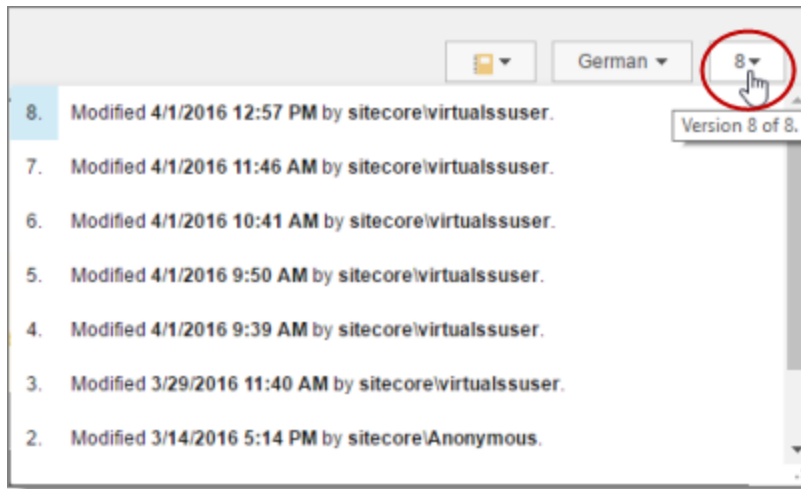 German
8
8. Modified 4/1/2016 12:57 PM by sitecore\virtualssuser.
Version 8 of 8.
7. Modified 4/1/2016 11:46 AM by sitecore\virtualssuser.
6. Modified 4/1/2016 10:41 AM by sitecore\virtualssuser.
5. Modified 4/1/2016 9:50 AM by sitecore\virtualssuser.
4. Modified 4/1/2016 9:39 AM by sitecore\virtualssuser.
3. Modified 3/29/2016 11:40 AM by sitecore\virtualssuser.
2. Modified 3/14/2016 5:14 PM by sitecore\Anonymous.